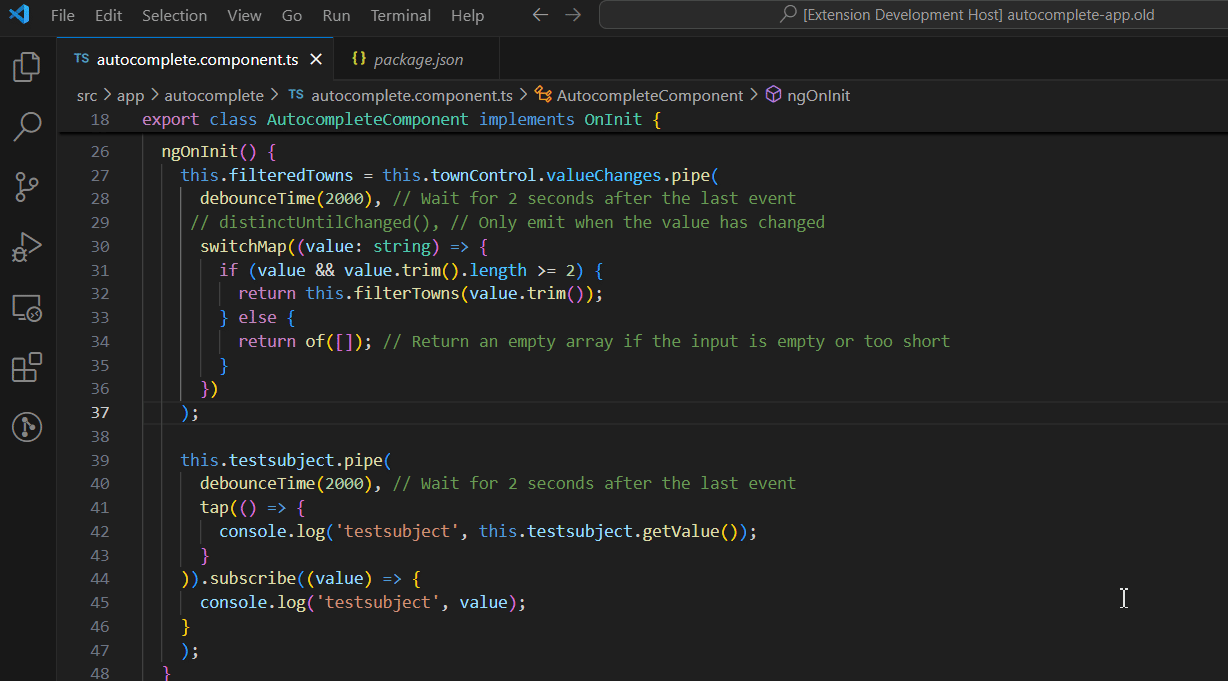 File Edit Selection View Go Run Terminal Help [Extension Development Host] autocomplete-app.old
TS autocomplete.component.ts {} package.json
src > app > autocomplete > TS autocomplete.component.ts > AutocompleteComponent > ngOnInit
18 export class AutocompleteComponent implements OnInit {
26 ngOnInit() {
27 this.filteredTowns = this.townControl.valueChanges.pipe(
28 debounceTime(2000), // Wait for 2 seconds after the last event
29 // distinctUntilChanged(), // Only emit when the value has changed
30 switchMap((value: string) => {
31 if (value && value.trim().length >= 2) {
32 return this.filterTowns(value.trim());
33 } else {
34 return of([]); // Return an empty array if the input is empty or too short
35 }
36 })
37 );
38
39 this.testsubject.pipe(
40 debounceTime(2000), // Wait for 2 seconds after the last event
41 tap(() => {
42 console.log('testsubject', this.testsubject.getValue());
43 }
44 )).subscribe((value) => {
45 console.log('testsubject', value);
46 }
47 );
48 }